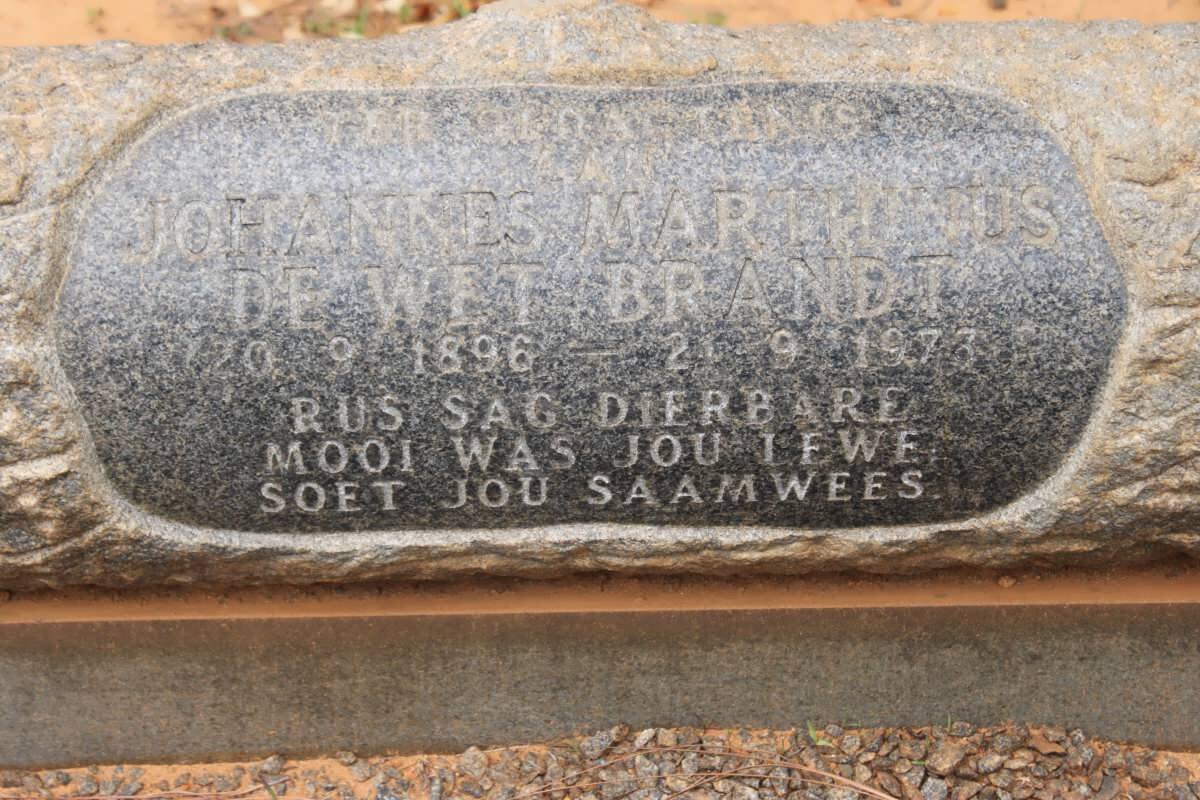 TER GEDAGTENIS
AAN
JOHANNES MARTHINUS
DE WET BRANDT
20 9 1896 — 2 9 1973
RUS SAG DIERBARE
MOOI WAS JOU LEWE.
SOET JOU SAAMWEES.